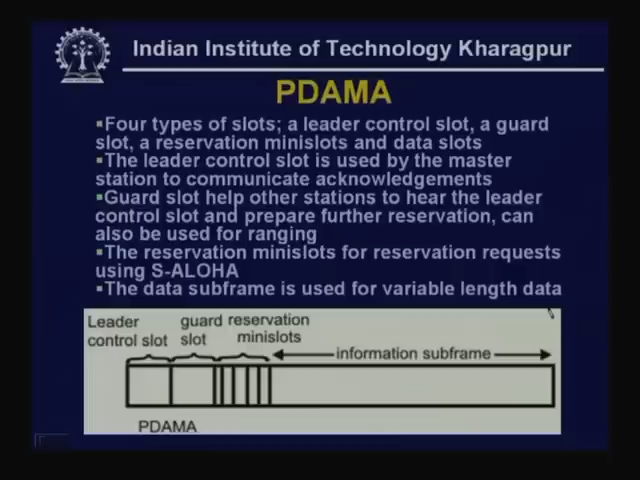 Indian Institute of Technology Kharagpur
PDAMA
▪Four types of slots; a leader control slot, a guard
slot, a reservation minislots and data slots
▪The leader control slot is used by the master
station to communicate acknowledgements
▪Guard slot help other stations to hear the leader
control slot and prepare further reservation, can
also be used for ranging
▪The reservation minislots for reservation requests
using S-ALOHA
▪The data subframe is used for variable length data
Leader control slot
guard slot
reservation minislots
information subframe
PDAMA